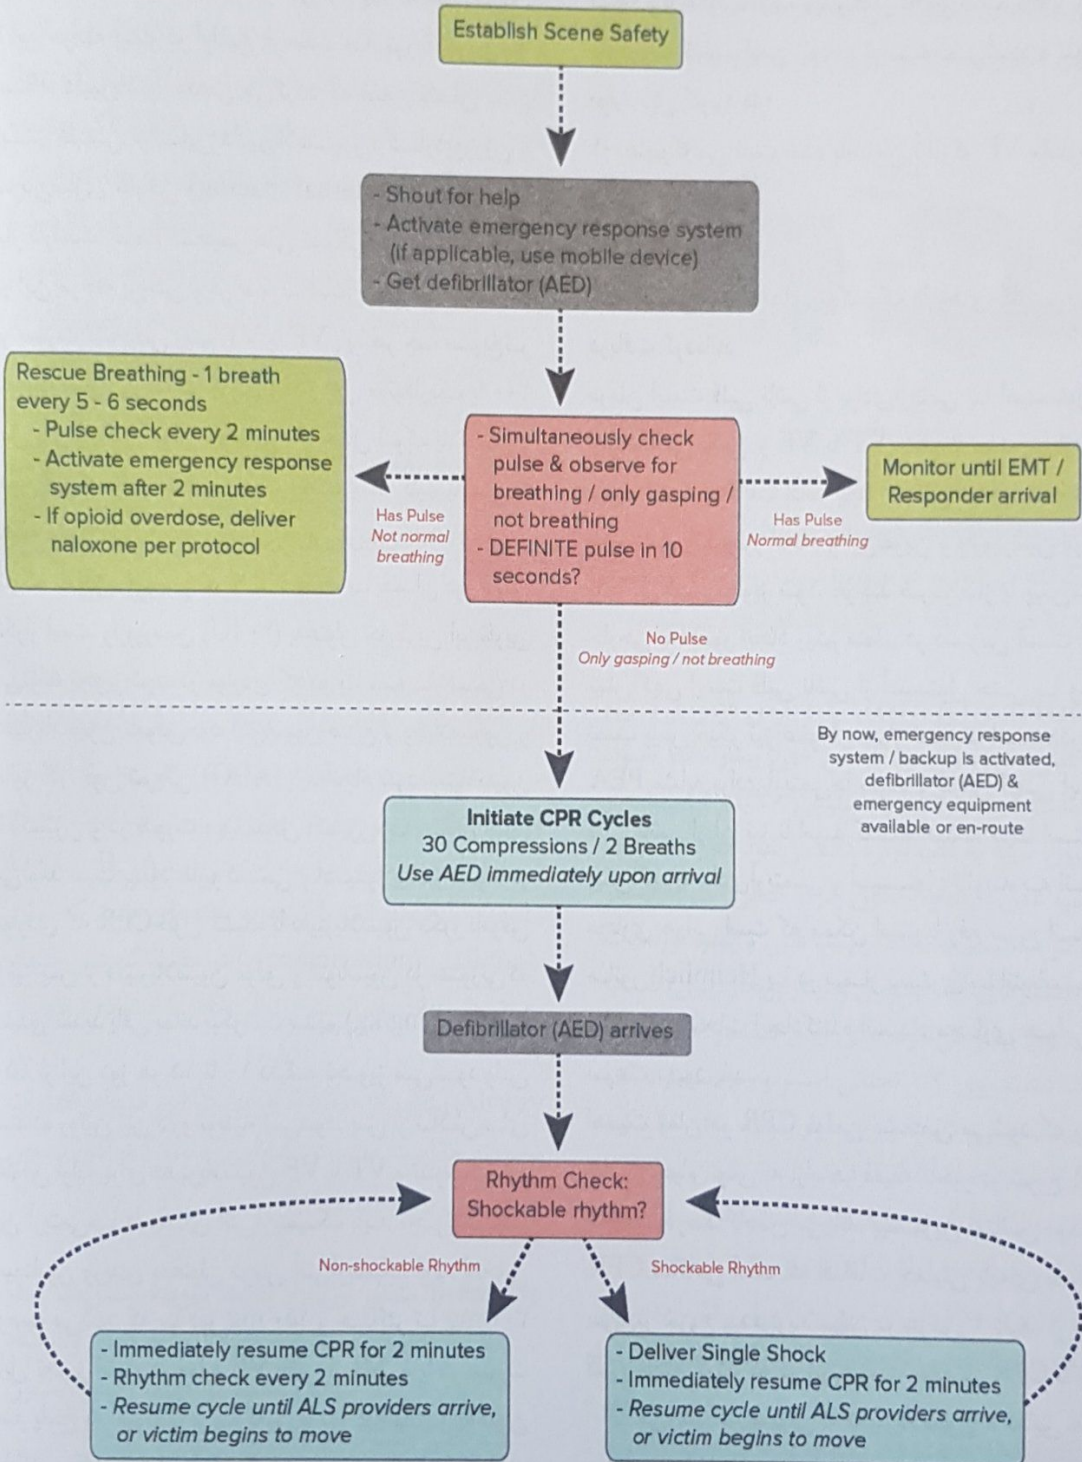 Establish Scene Safety
- Shout for help
- Activate emergency response system
(if applicable, use mobile device)
- Get defibrillator (AED)
Rescue Breathing - 1 breath
every 5 - 6 seconds
- Pulse check every 2 minutes
- Activate emergency response
system after 2 minutes
- If opioid overdose, deliver
naloxone per protocol
Has Pulse
Not normal
breathing
- Simultaneously check
pulse & observe for
breathing / only gasping /
not breathing
- DEFINITE pulse in 10
seconds?
Has Pulse
Normal breathing
Monitor until EMT /
Responder arrival
No Pulse
Only gasping / not breathing
By now, emergency response
system / backup is activated,
defibrillator (AED) &
emergency equipment
available or en-route
Initiate CPR Cycles
30 Compressions / 2 Breaths
Use AED immediately upon arrival
Defibrillator (AED) arrives
Rhythm Check:
Shockable rhythm?
Non-shockable Rhythm
Shockable Rhythm
- Immediately resume CPR for 2 minutes
- Rhythm check every 2 minutes
- Resume cycle until ALS providers arrive,
or victim begins to move
- Deliver Single Shock
- Immediately resume CPR for 2 minutes
- Resume cycle until ALS providers arrive,
or victim begins to move